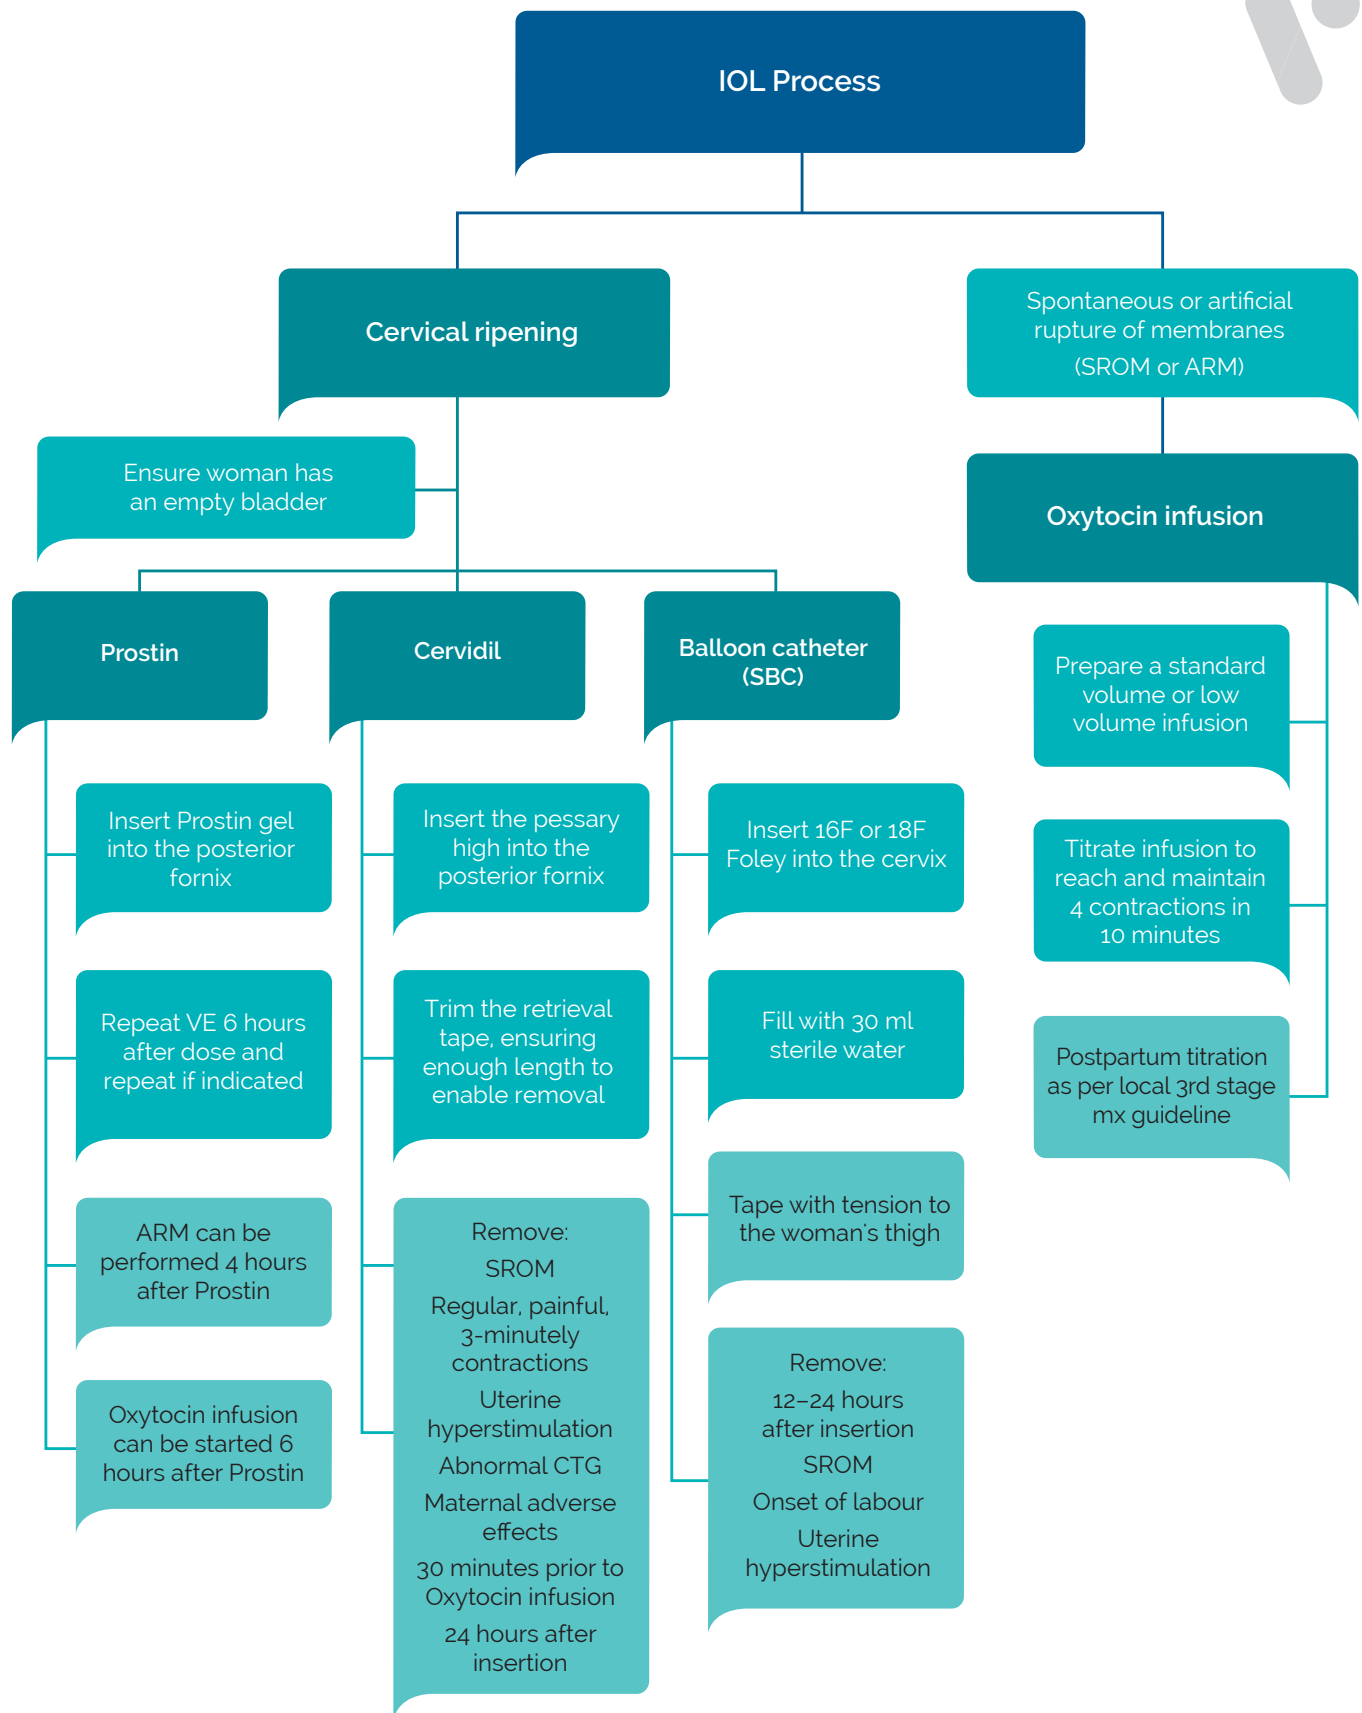 IOL Process
Cervical ripening
Spontaneous or artificial
rupture of membranes
(SROM or ARM)
Ensure woman has
an empty bladder
Oxytocin infusion
Prostin
Cervidil
Balloon catheter
(SBC)
Insert Prostin gel
into the posterior
fornix
Repeat VE 6 hours
after dose and
repeat if indicated
ARM can be
performed 4 hours
after Prostin
Oxytocin infusion
can be started 6
hours after Prostin
Insert the pessary
high into the
posterior fornix
Trim the retrieval
tape, ensuring
enough length to
enable removal
Remove:
SROM
Regular, painful,
3-minutely
contractions
Uterine
hyperstimulation
Abnormal CTG
Maternal adverse
effects
30 minutes prior to
Oxytocin infusion
24 hours after
insertion
Insert 16F or 18F
Foley into the cervix
Fill with 30 ml
sterile water
Tape with tension to
the woman's thigh
Remove:
12–24 hours
after insertion
SROM
Onset of labour
Uterine
hyperstimulation
Prepare a standard
volume or low
volume infusion
Titrate infusion to
reach and maintain
4 contractions in
10 minutes
Postpartum titration
as per local 3rd stage
mx guideline